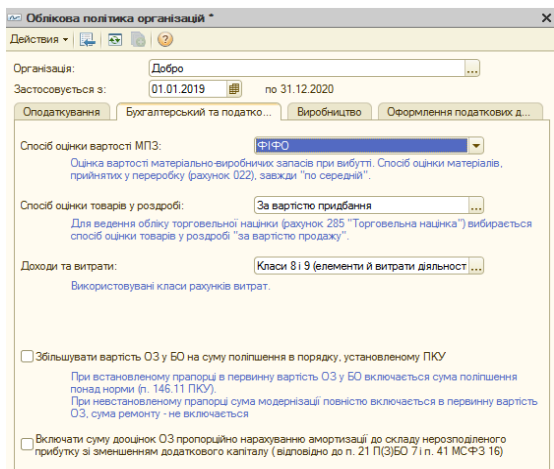 Облікова політика організацій *
Действия
Організація: Добро ...
Застосовується з: 01.01.2019 по 31.12.2020
Оподаткування Бухгалтерський та податко... Виробництво Оформлення податкових д...
Спосіб оцінки вартості МПЗ: ФІФО
Оцінка вартості матеріально-виробничих запасів при вибутті. Спосіб оцінки матеріалів,
прийнятих у переробку (рахунок 022), завжди "по середній".
Спосіб оцінки товарів у роздробі: За вартістю придбання ...
Для ведення обліку торговельної націнки (рахунок 285 "Торговельна націнка") вибирається
спосіб оцінки товарів у роздробі "за вартістю продажу".
Доходи та витрати: Класи 8 і 9 (елементи й витрати діяльност ...
Використовувані класи рахунків витрат.
Збільшувати вартість ОЗ у БО на суму поліпшення в порядку, установленому ПКУ
При встановленому прапорці в первинну вартість ОЗ у БО включається сума поліпшення
понад норми (п. 146.11 ПКУ).
При невстановленому прапорці сума модернізації повністю включається в первинну вартість
ОЗ, сума ремонту - не включається
Включати суму дооцінок ОЗ пропорційно нарахуванню амортизації до складу нерозподіленого
прибутку зі зменшенням додаткового капіталу ( відповідно до п. 21 П(З)БО 7 і п. 41 МСФЗ 16)